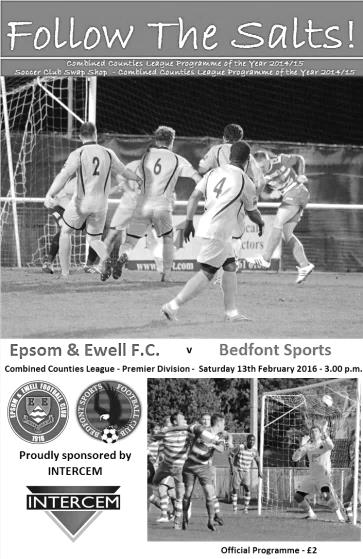 Follow The Salts!
Combined Counties League Programme of the Year 2014/15
Soccer Club Swap Shop - Combined Counties League Programme of the Year 2014/15
2
6
4
Epsom & Ewell F.C. v Bedfont Sports
Combined Counties League - Premier Division - Saturday 13th February 2016 - 3.00 p.m.
EPSOM & EWELL FOOTBALL CLUB
E E
1918
BEDFONT SPORTS FOOTBALL CLUB
Proudly sponsored by
INTERCEM
INTERCEM
Official Programme - £2